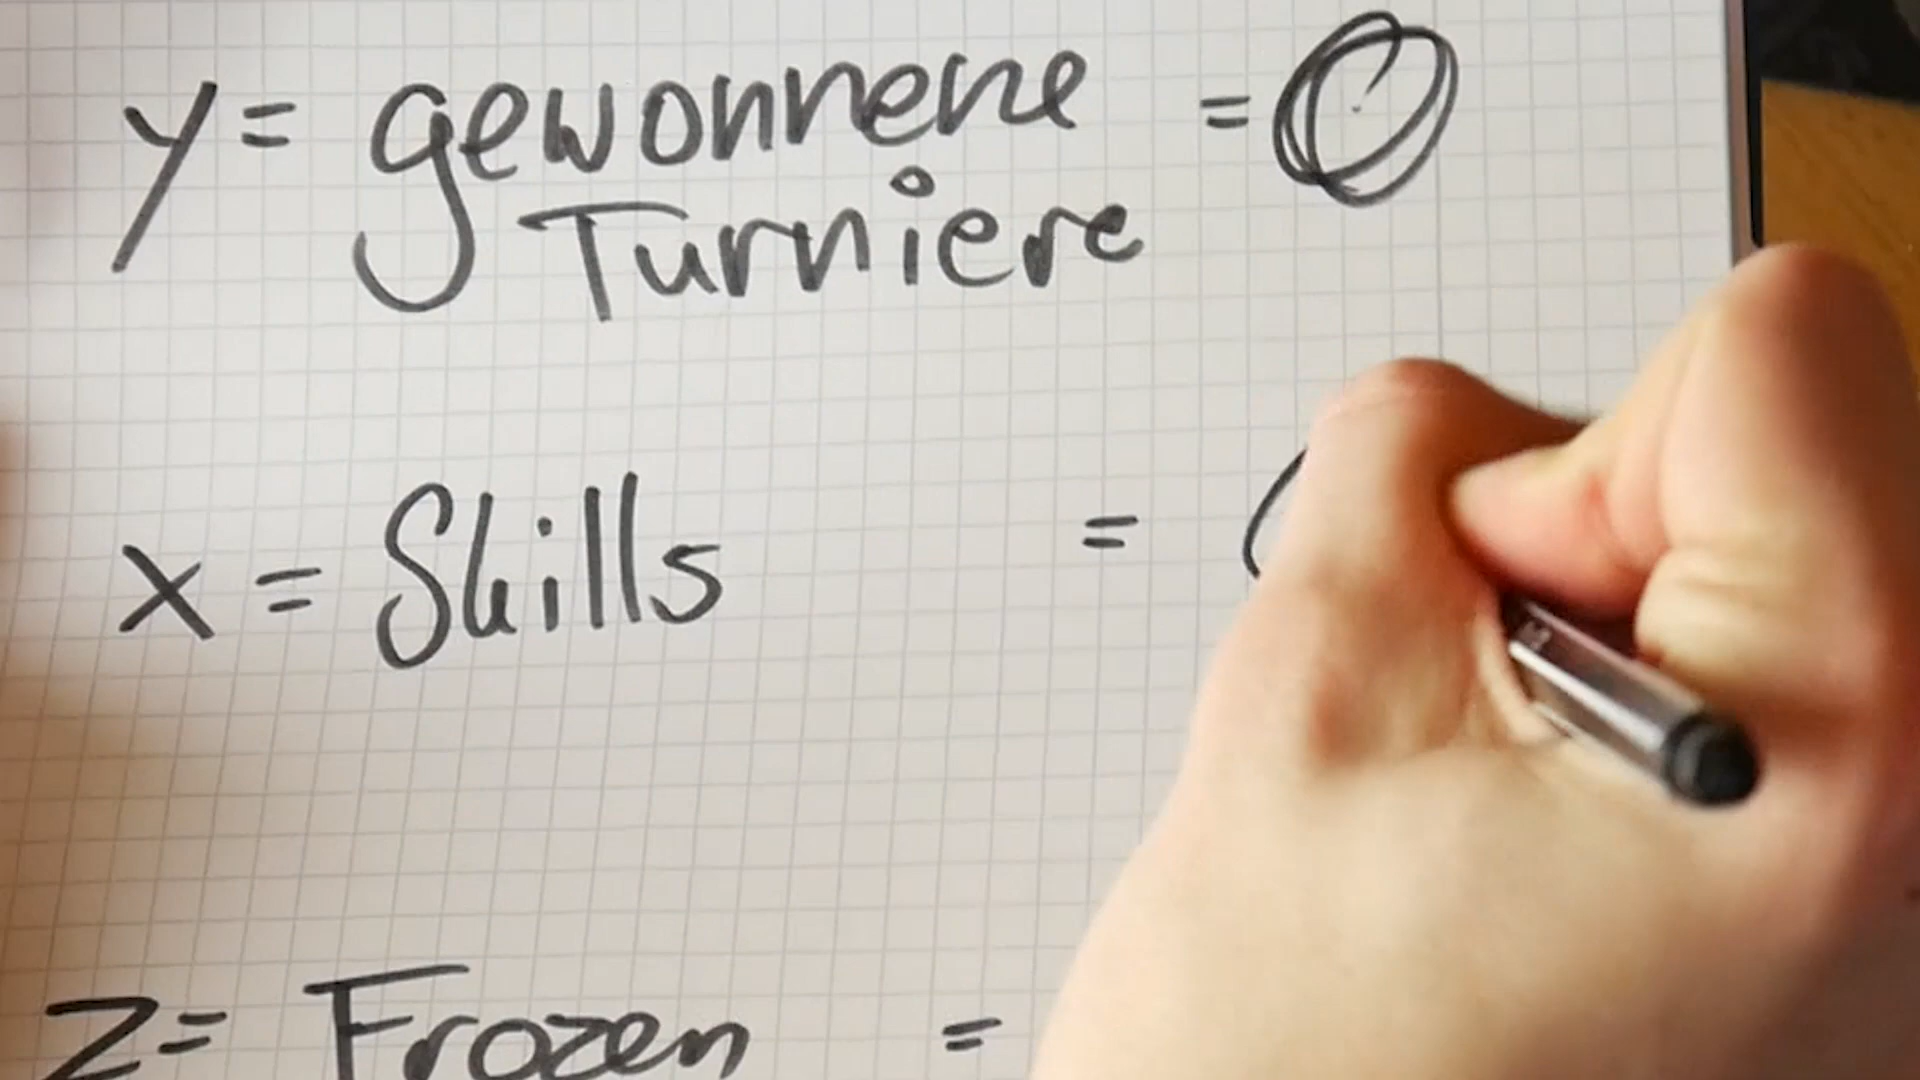 y = gewonnene = 0
Turniere
x = Skills =
z = Frozen =